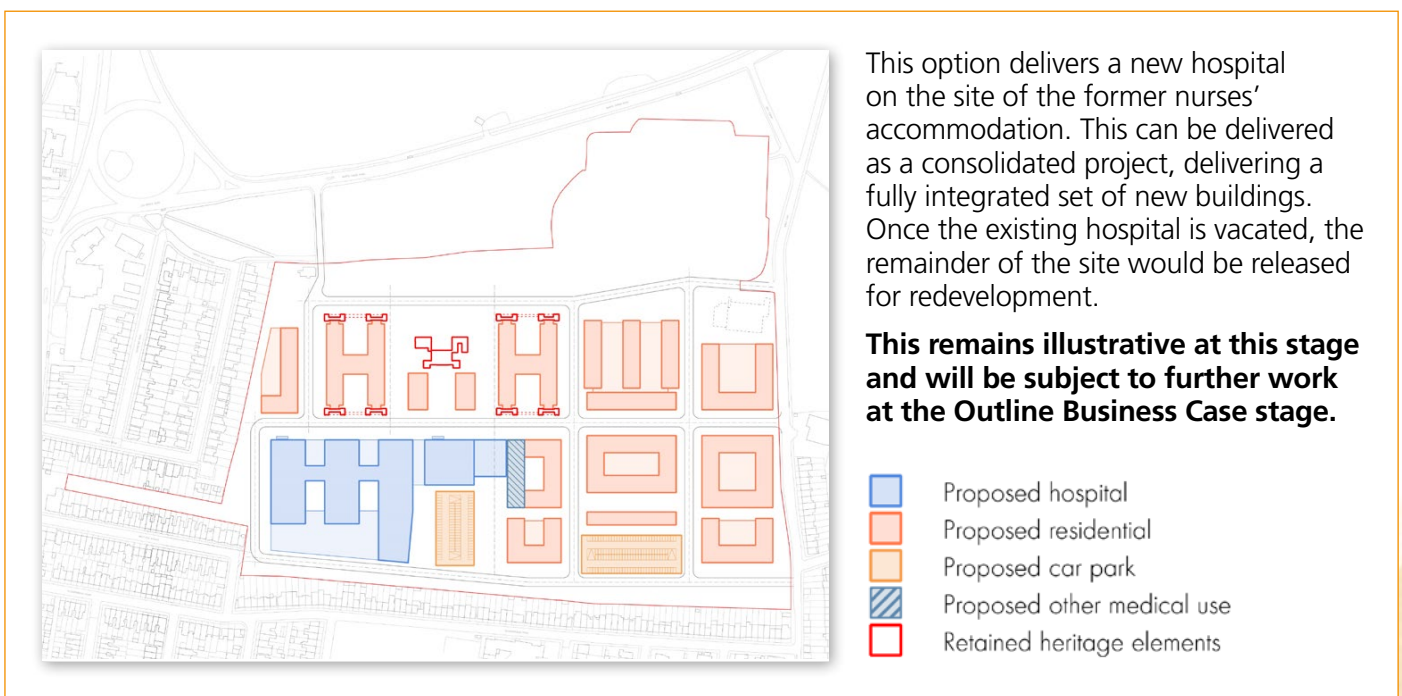 This option delivers a new hospital
on the site of the former nurses’
accommodation. This can be delivered
as a consolidated project, delivering a
fully integrated set of new buildings.
Once the existing hospital is vacated, the
remainder of the site would be released
for redevelopment.
This remains illustrative at this stage
and will be subject to further work
at the Outline Business Case stage.
Proposed hospital
Proposed residential
Proposed car park
Proposed other medical use
Retained heritage elements